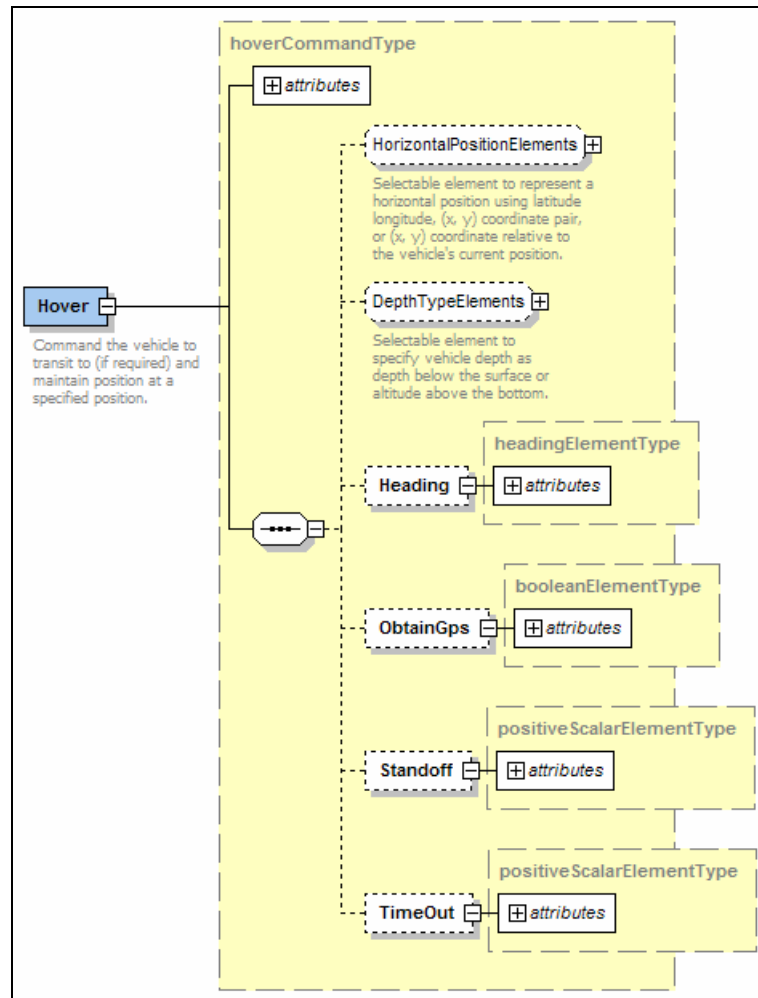 hoverCommandType
attributes
HorizontalPositionElements
Selectable element to represent a
horizontal position using latitude
longitude, (x, y) coordinate pair,
or (x, y) coordinate relative to
the vehicle's current position.
Hover
Command the vehicle to
transit to (if required) and
maintain position at a
specified position.
DepthTypeElements
Selectable element to
specify vehicle depth as
depth below the surface or
altitude above the bottom.
headingElementType
Heading
attributes
booleanElementType
ObtainGps
attributes
positiveScalarElementType
Standoff
attributes
positiveScalarElementType
TimeOut
attributes